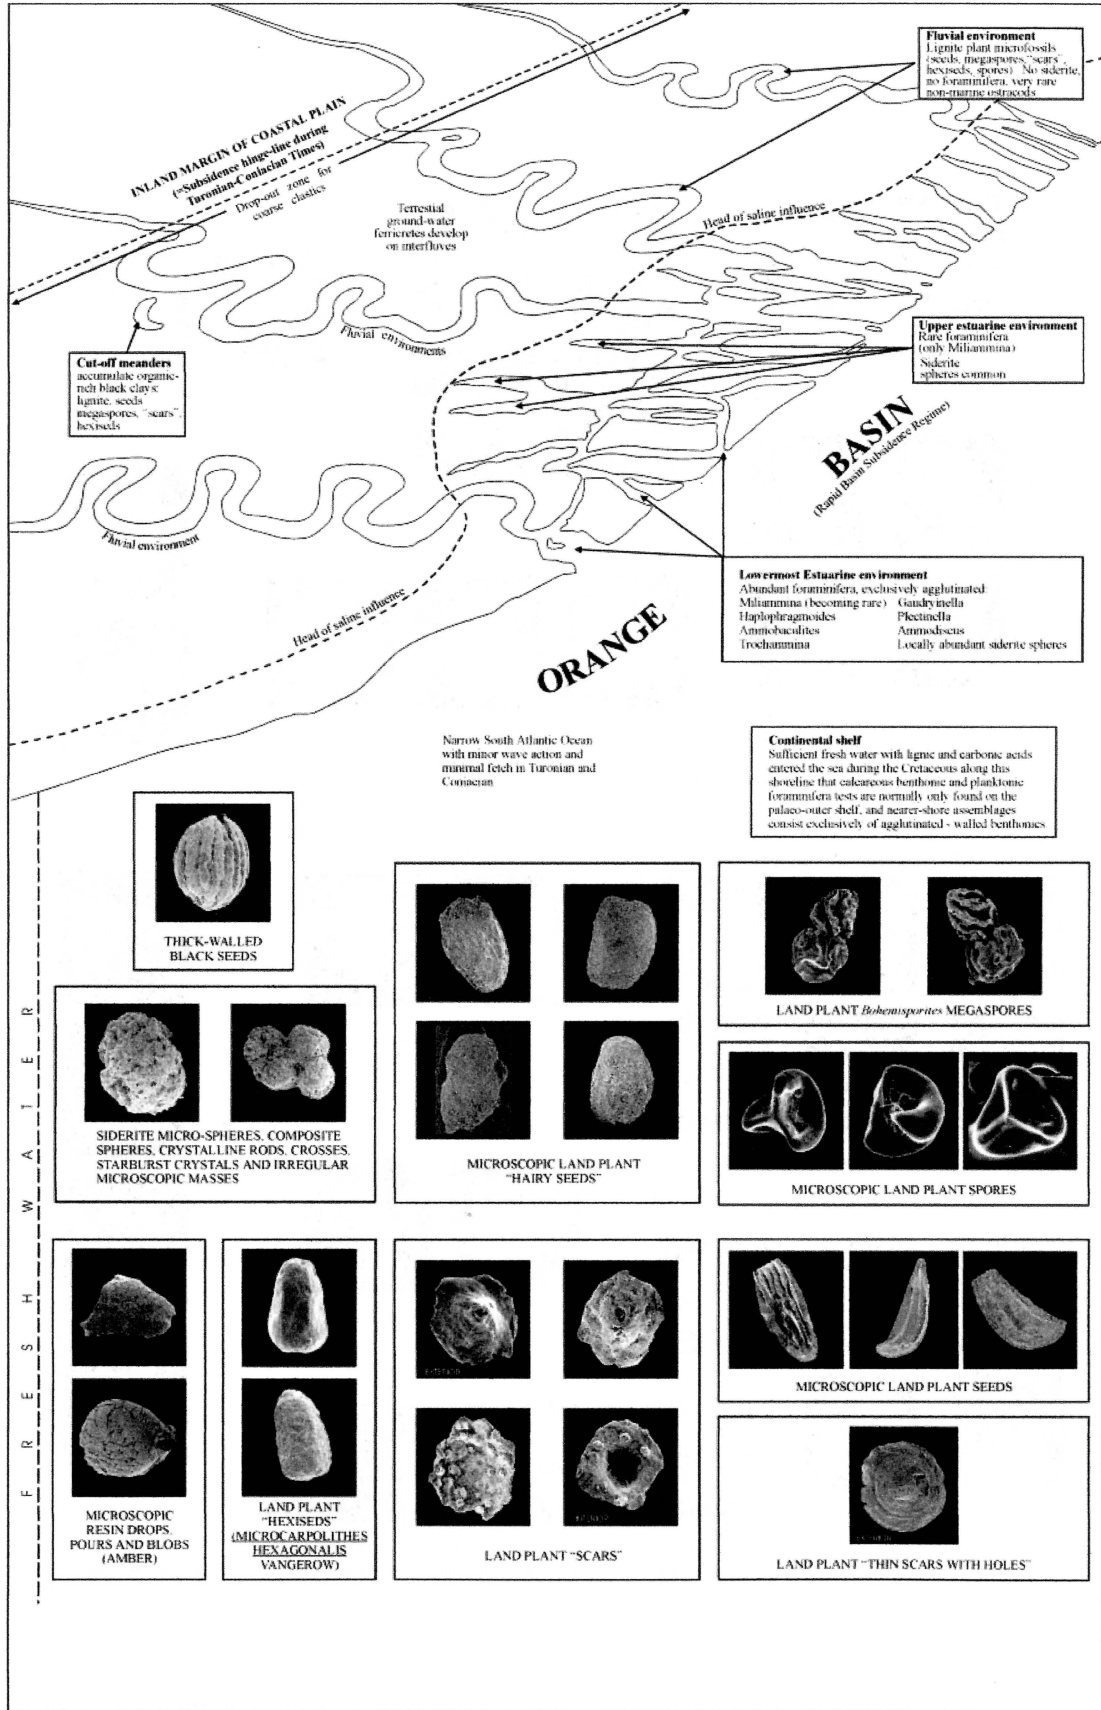 Fluvial environment
Lignite plant microfossils
(seeds, megaspores, "scars",
hexiseds, spores) No siderite,
no foraminifera, very rare
non-marine ostracods
INLAND MARGIN OF COASTAL PLAIN
(=Subsidence hinge-line during
Turonian-Coniacian Times)
Drop-out zone for
coarse clastics
Terrestrial
ground-water
ferricretes develop
on interfluves
Head of saline influence
Fluvial environments
Upper estuarine environment
Rare foraminifera
(only Miliammina)
Siderite
spheres common
Cut-off meanders
accumulate organic-
rich black clays:
lignite, seeds
megaspores, "scars",
hexiseds
BASIN
(Rapid Basin Subsidence Regime)
Fluvial environment
Lowermost Estuarine environment
Abundant foraminifera, exclusively agglutinated:
Miliammina (becoming rare) Gaudryinella
Haplophragmoides Plectinella
Ammobaculites Ammodiscus
Trochammina Locally abundant siderite spheres
Head of saline influence
ORANGE
Narrow South Atlantic Ocean
with minor wave action and
minimal fetch in Turonian and
Coniacian
Continental shelf
Sufficient fresh water with lignic and carbonic acids
entered the sea during the Cretaceous along this
shoreline that calcareous benthonic and planktonic
foraminifera tests are normally only found on the
palaeo-outer shelf, and nearer-shore assemblages
consist exclusively of agglutinated - walled benthonics
THICK-WALLED
BLACK SEEDS
LAND PLANT Bohemisporites MEGASPORES
SIDERITE MICRO-SPHERES, COMPOSITE
SPHERES, CRYSTALLINE RODS, CROSSES,
STARBURST CRYSTALS AND IRREGULAR
MICROSCOPIC MASSES
MICROSCOPIC LAND PLANT
"HAIRY SEEDS"
MICROSCOPIC LAND PLANT SPORES
FRESH WATER
EXTERIOR
MICROSCOPIC LAND PLANT SEEDS
EXTERIOR
MICROSCOPIC
RESIN DROPS,
POURS AND BLOBS
(AMBER)
LAND PLANT
"HEXISEDS"
(MICROCARPOLITHES
HEXAGONALIS
VANGEROW)
LAND PLANT "SCARS"
EXTERIOR
LAND PLANT "THIN SCARS WITH HOLES"